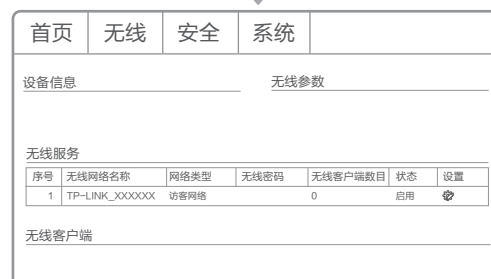 首页 无线 安全 系统
设备信息 无线参数
无线服务
序号 无线网络名称 网络类型 无线密码 无线客户端数目 状态 设置
1 TP-LINK_XXXXXX 访客网络 0 启用
无线客户端